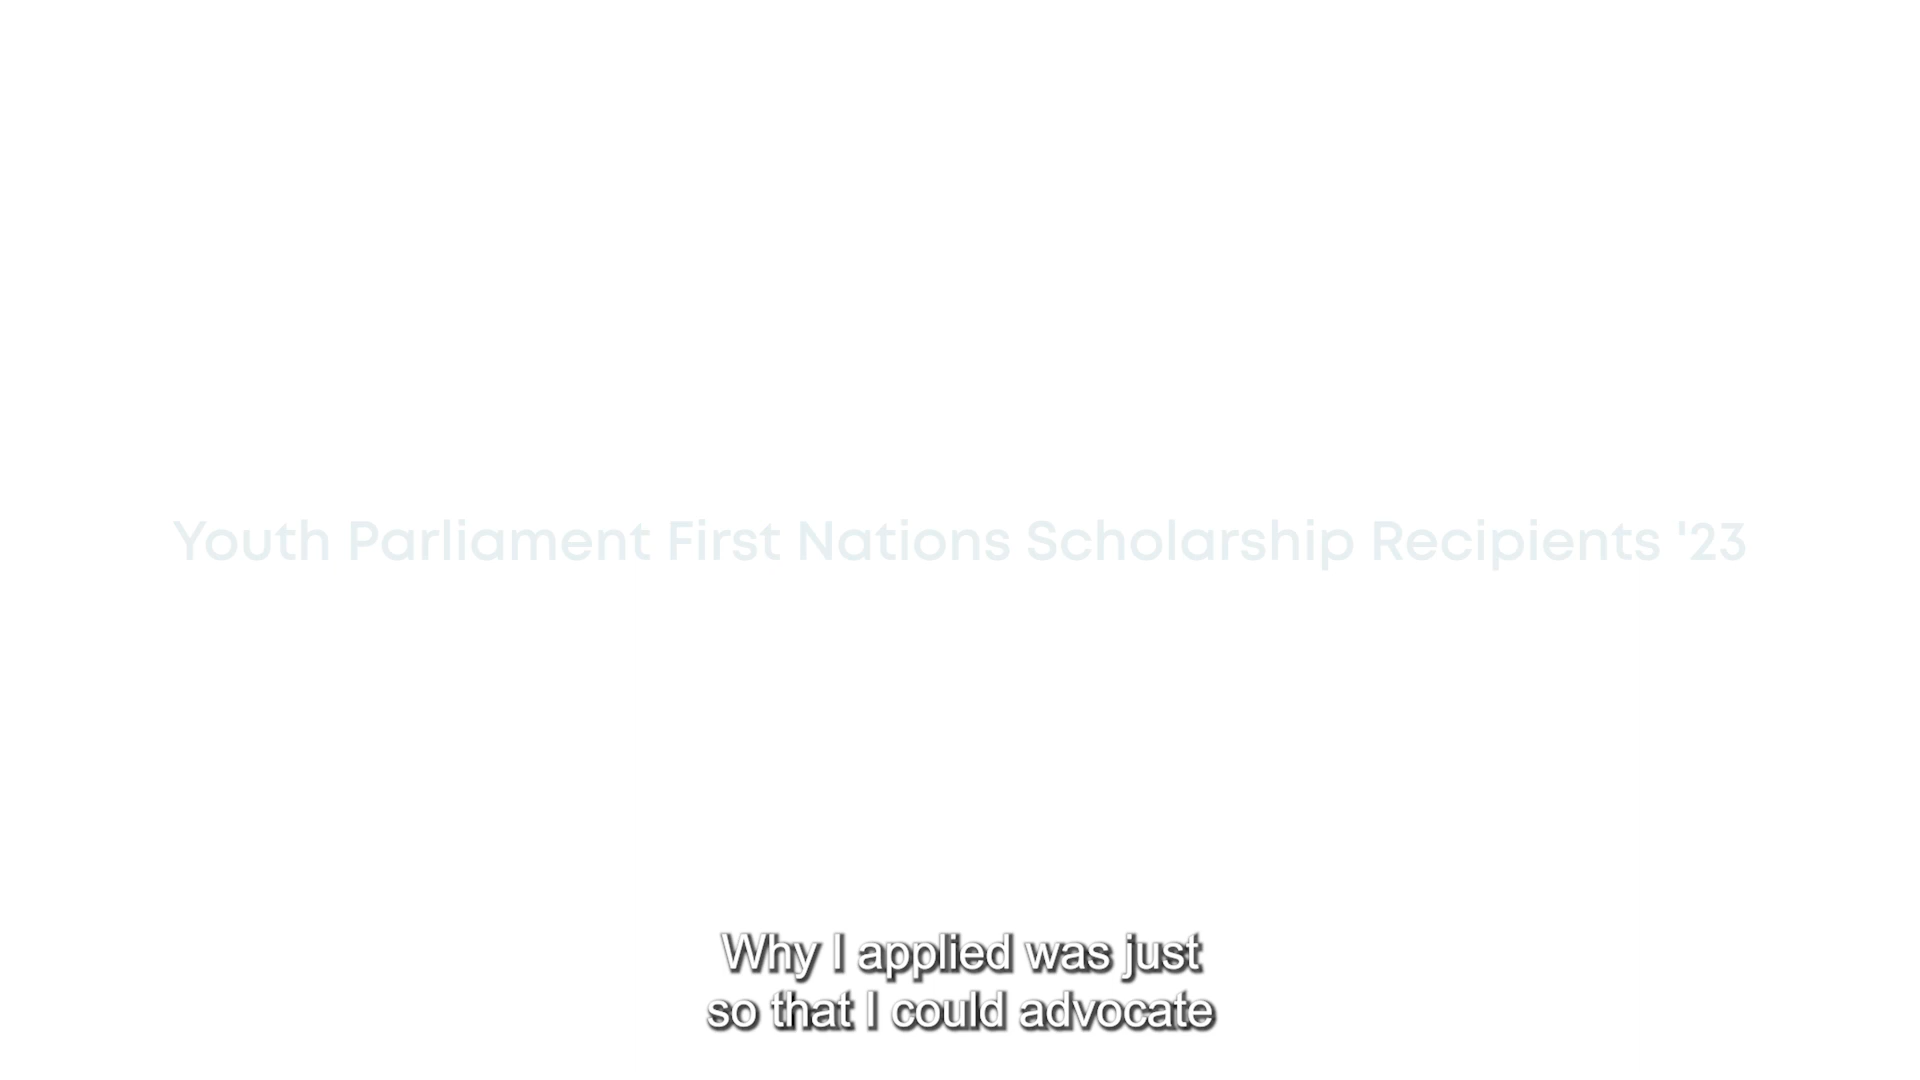 Youth Parliament First Nations Scholarship Recipients '23
Why I applied was just
so that I could advocate